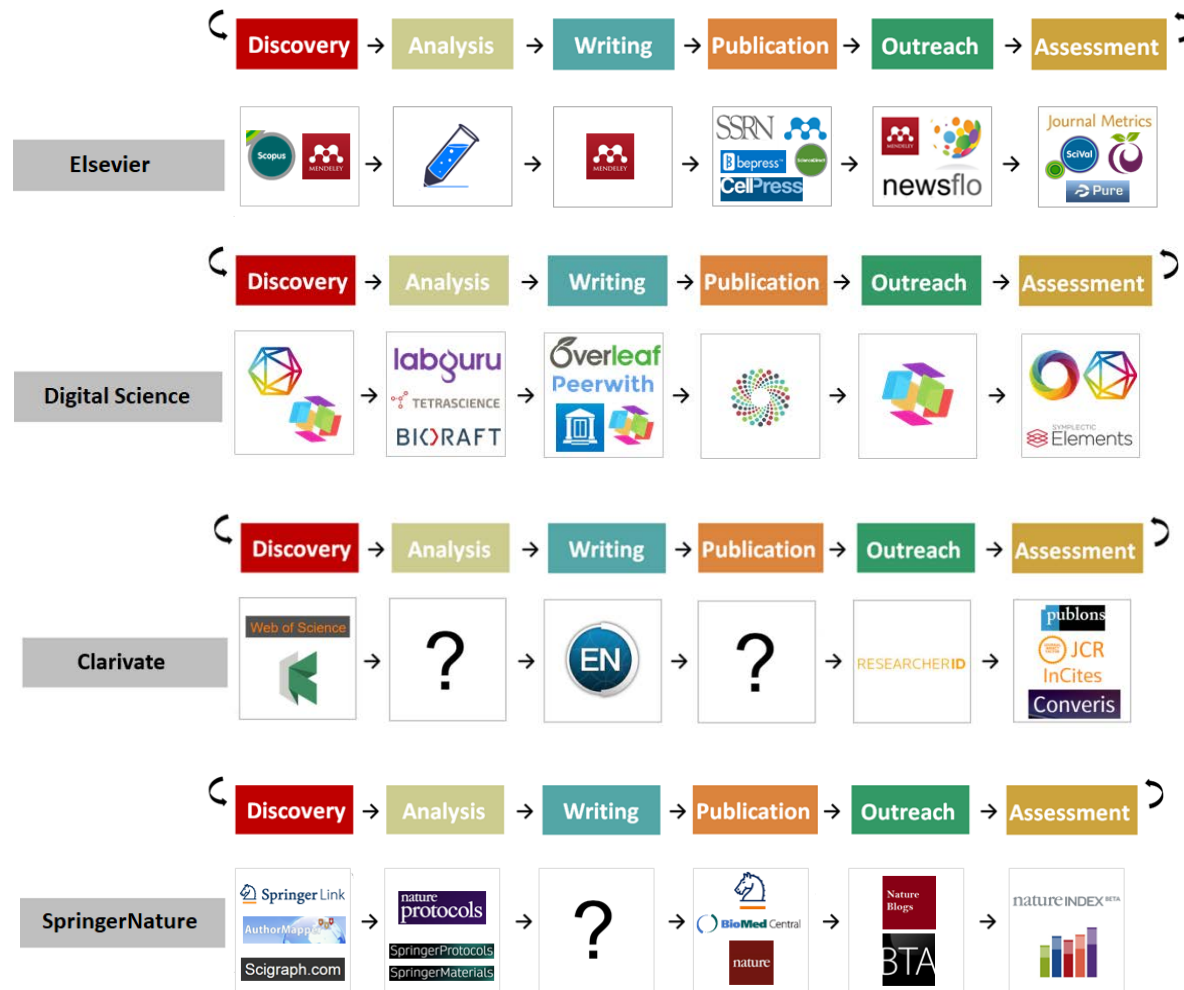 Discovery → Analysis → Writing → Publication → Outreach → Assessment
Elsevier
Scopus
MENDELEY
MENDELEY
SSRN
bepress™
ScienceDirect
CellPress
MENDELEY
newsflo
Journal Metrics
SciVal
Pure
Discovery → Analysis → Writing → Publication → Outreach → Assessment
Digital Science
labguru
TETRASCIENCE
BIORAFT
Overleaf
Peerwith
SYMPLECTIC
Elements
Discovery → Analysis → Writing → Publication → Outreach → Assessment
Clarivate
Web of Science
?
EN
?
RESEARCHERID
publons
JCR
InCites
Converis
Discovery → Analysis → Writing → Publication → Outreach → Assessment
SpringerNature
Springer Link
AuthorMapper
Scigraph.com
nature
protocols
SpringerProtocols
SpringerMaterials
?
BioMed Central
nature
Nature
Blogs
BTA
nature INDEX BETA